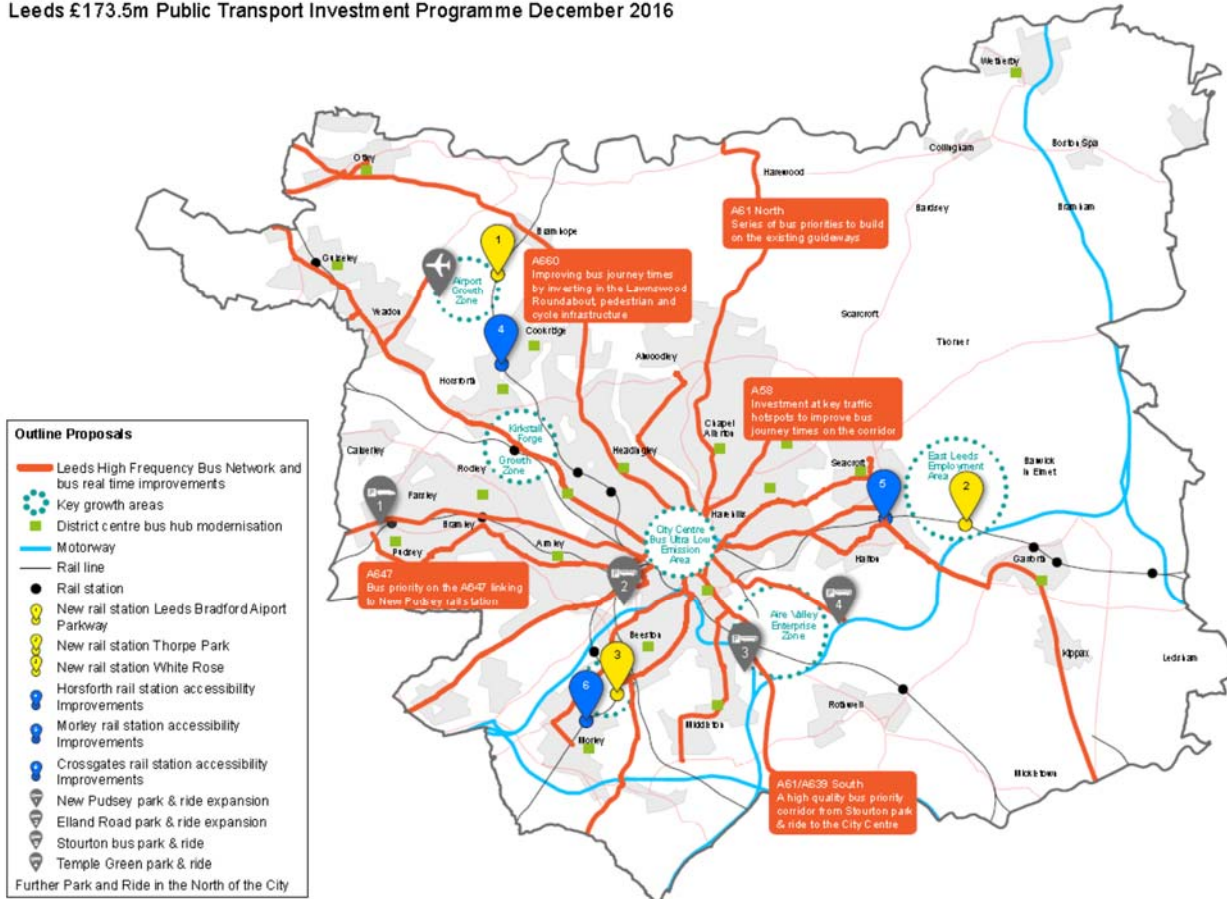 Leeds £173.5m Public Transport Investment Programme December 2016
Wetherby
Collingham
Boston Spa
Otley
Harewood
Bardsey
Bramham
A61 North
Series of bus priorities to build
on the existing guideways
Bramhope
1
Guiseley
A660
Improving bus journey times
by investing in the Lawnswood
Roundabout, pedestrian and
cycle infrastructure
Airport
Growth
Zone
Yeadon
Scarcroft
4
Cookridge
Thorner
Alwoodley
Horsforth
A58
Investment at key traffic
hotspots to improve bus
journey times on the corridor
Kirkstall
Forge
Growth
Zone
Chapel
Allerton
Headingley
Calverley
Rodley
Seacroft
East Leeds
Employment
Area
Barwick
In Elmet
Farsley
1
5
2
Bramley
Harehills
City Centre
Bus Ultra Low
Emission
Area
Pudsey
Armley
Halton
Garforth
A647
Bus priority on the A647 linking
to New Pudsey rail station
2
4
Aire Valley
Enterprise
Zone
Beeston
3
3
Kippax
Ledsham
6
Rothwell
Middleton
Morley
Mickletown
A61/A639 South
A high quality bus priority
corridor from Stourton park
& ride to the City Centre
Outline Proposals
Leeds High Frequency Bus Network and
bus real time improvements
Key growth areas
District centre bus hub modernisation
Motorway
Rail line
Rail station
New rail station Leeds Bradford Aiport
Parkway
New rail station Thorpe Park
New rail station White Rose
Horsforth rail station accessibility
Improvements
Morley rail station accessibility
Improvements
Crossgates rail station accessibility
Improvements
New Pudsey park & ride expansion
Elland Road park & ride expansion
Stourton bus park & ride
Temple Green park & ride
Further Park and Ride in the North of the City